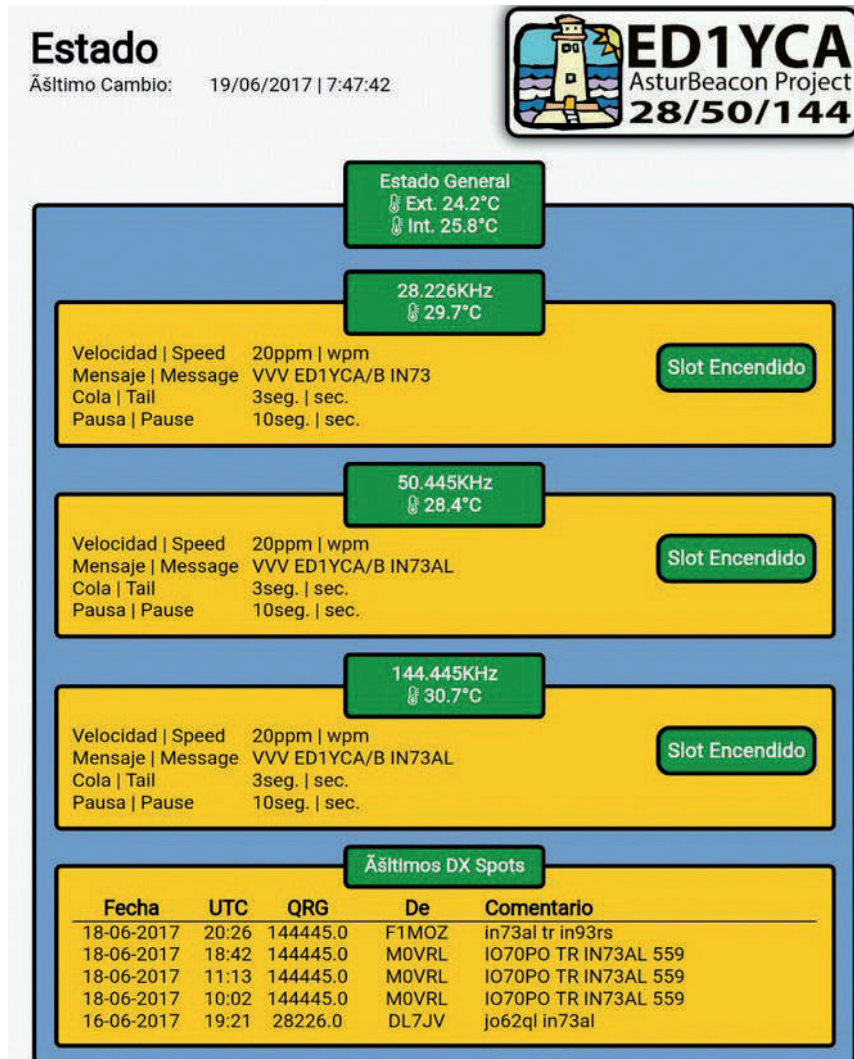 Estado
Ãšltimo Cambio: 19/06/2017 | 7:47:42
ED1YCA
AsturBeacon Project
28/50/144
Estado General
Ext. 24.2°C
Int. 25.8°C
28.226KHz
29.7°C
Velocidad | Speed 20ppm | wpm
Mensaje | Message VVV ED1YCA/B IN73
Cola | Tail 3seg. | sec.
Pausa | Pause 10seg. | sec.
Slot Encendido
50.445KHz
28.4°C
Velocidad | Speed 20ppm | wpm
Mensaje | Message VVV ED1YCA/B IN73AL
Cola | Tail 3seg. | sec.
Pausa | Pause 10seg. | sec.
Slot Encendido
144.445KHz
30.7°C
Velocidad | Speed 20ppm | wpm
Mensaje | Message VVV ED1YCA/B IN73AL
Cola | Tail 3seg. | sec.
Pausa | Pause 10seg. | sec.
Slot Encendido
Ãšltimos DX Spots
Fecha UTC QRG De Comentario
18-06-2017 20:26 144445.0 F1MOZ in73al tr in93rs
18-06-2017 18:42 144445.0 M0VRL IO70PO TR IN73AL 559
18-06-2017 11:13 144445.0 M0VRL IO70PO TR IN73AL 559
18-06-2017 10:02 144445.0 M0VRL IO70PO TR IN73AL 559
16-06-2017 19:21 28226.0 DL7JV jo62ql in73al